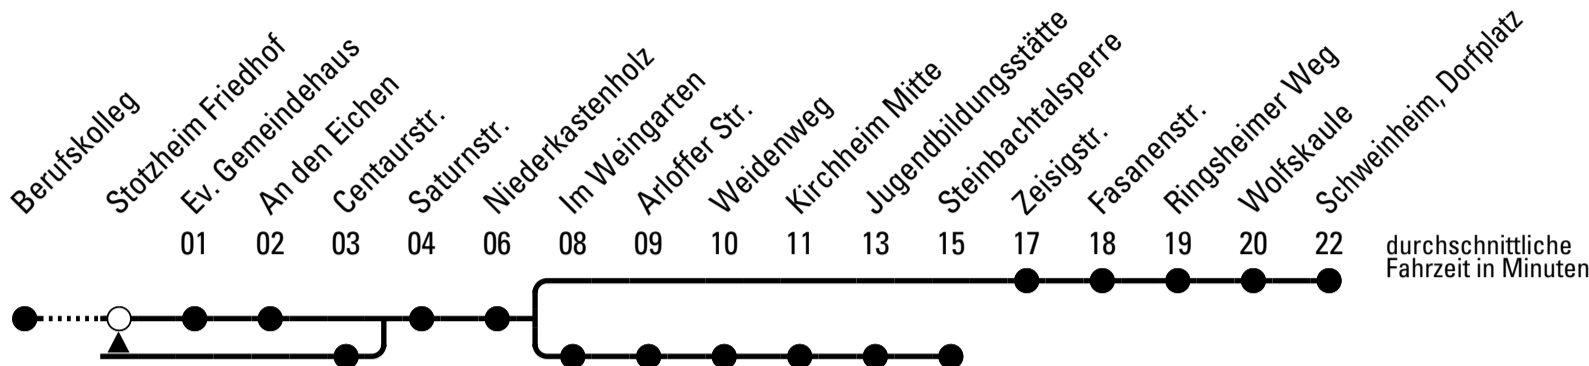 Berufskolleg
Stotzheim Friedhof
Ev. Gemeindehaus
An den Eichen
Centaurstr.
Saturnstr.
Niederkastenholz
Im Weingarten
Arloffer Str.
Weidenweg
Kirchheim Mitte
Jugendbildungsstätte
Steinbachtalsperre
Zeisigstr.
Fasanenstr.
Ringsheimer Weg
Wolfskaule
Schweinheim, Dorfplatz
01 02 03 04 06 08 09 10 11 13 15 17 18 19 20 22
durchschnittliche
Fahrzeit in Minuten